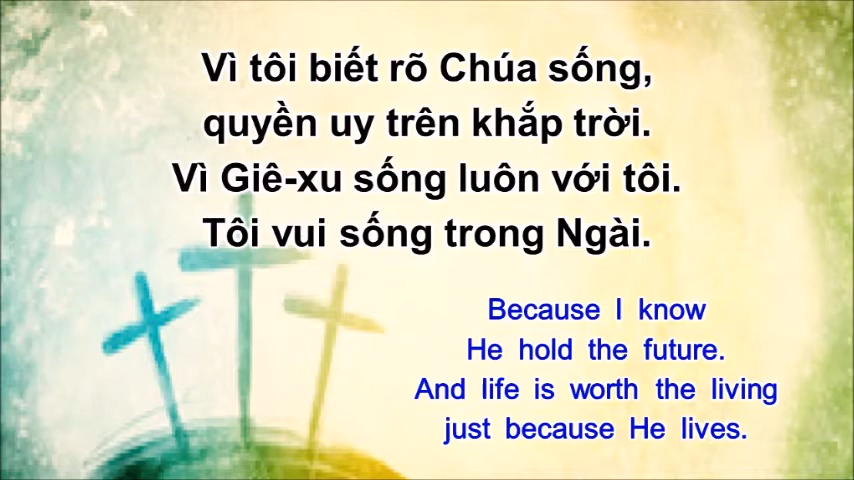 Vì tôi biết rõ Chúa sống,
quyền uy trên khắp trời.
Vì Giê-xu sống luôn với tôi.
Tôi vui sống trong Ngài.
Because I know
He hold the future.
And life is worth the living
just because He lives.